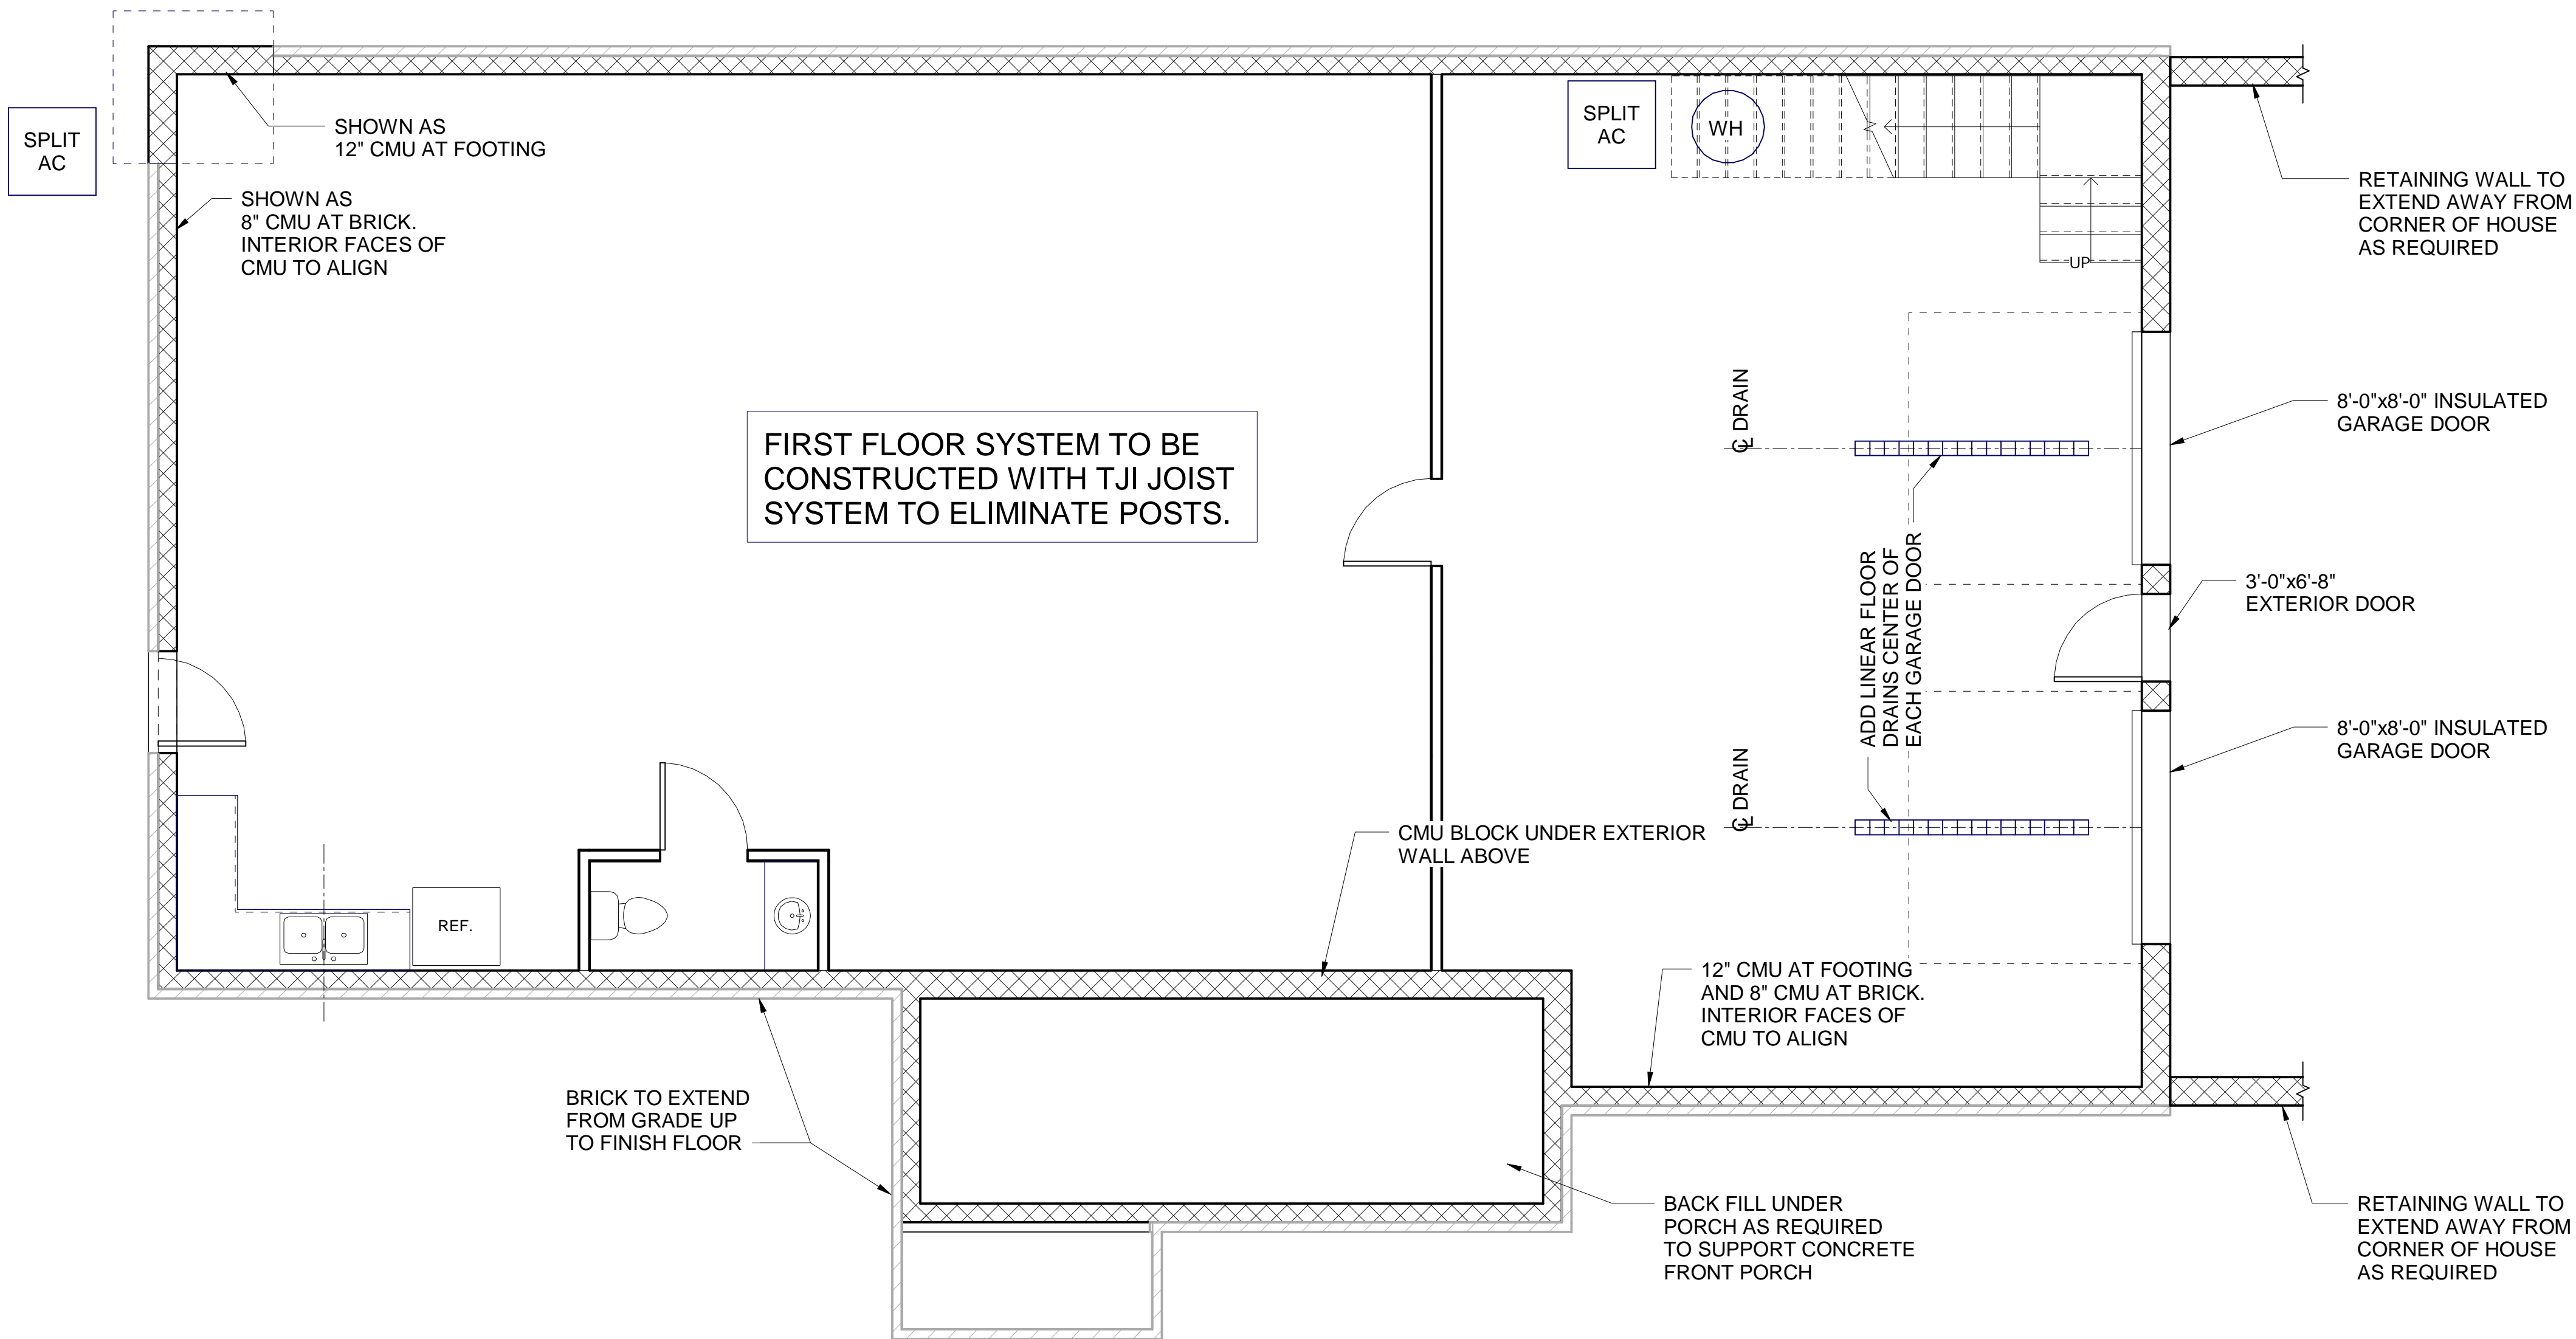 SPLIT
AC
SHOWN AS
12" CMU AT FOOTING
SHOWN AS
8" CMU AT BRICK.
INTERIOR FACES OF
CMU TO ALIGN
SPLIT
AC
WH
UP
RETAINING WALL TO
EXTEND AWAY FROM
CORNER OF HOUSE
AS REQUIRED
FIRST FLOOR SYSTEM TO BE
CONSTRUCTED WITH TJI JOIST
SYSTEM TO ELIMINATE POSTS.
℄ DRAIN
8'-0"x8'-0" INSULATED
GARAGE DOOR
ADD LINEAR FLOOR
DRAINS CENTER OF
EACH GARAGE DOOR
3'-0"x6'-8"
EXTERIOR DOOR
8'-0"x8'-0" INSULATED
GARAGE DOOR
℄ DRAIN
CMU BLOCK UNDER EXTERIOR
WALL ABOVE
REF.
12" CMU AT FOOTING
AND 8" CMU AT BRICK.
INTERIOR FACES OF
CMU TO ALIGN
BRICK TO EXTEND
FROM GRADE UP
TO FINISH FLOOR
BACK FILL UNDER
PORCH AS REQUIRED
TO SUPPORT CONCRETE
FRONT PORCH
RETAINING WALL TO
EXTEND AWAY FROM
CORNER OF HOUSE
AS REQUIRED